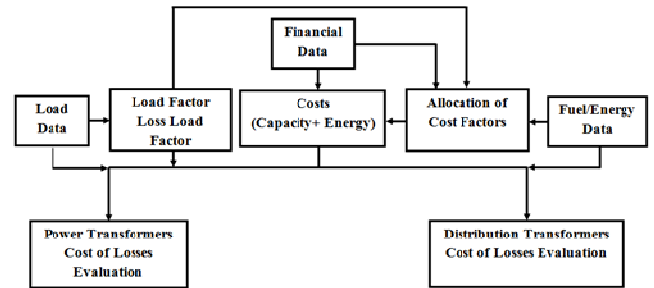 Financial
Data
Load
Data
Load Factor
Loss Load
Factor
Costs
(Capacity+ Energy)
Allocation of
Cost Factors
Fuel/Energy
Data
Power Transformers
Cost of Losses
Evaluation
Distribution Transformers
Cost of Losses Evaluation